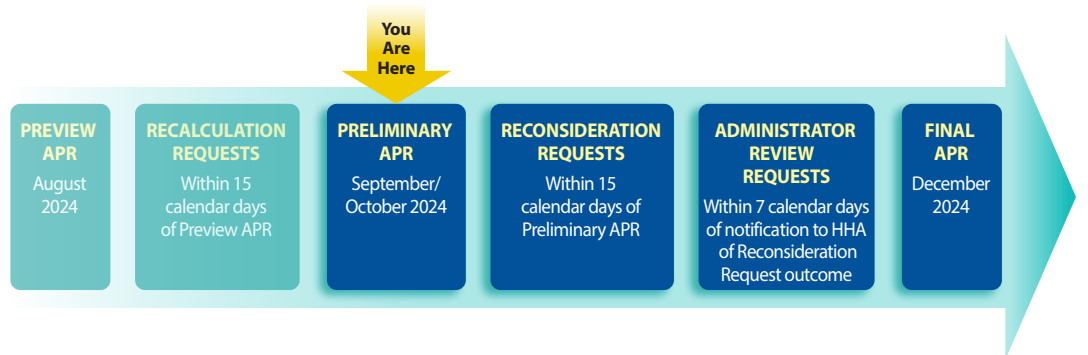 You
Are
Here
PREVIEW
APR
August
2024
RECALCULATION
REQUESTS
Within 15
calendar days
of Preview APR
PRELIMINARY
APR
September/
October 2024
RECONSIDERATION
REQUESTS
Within 15
calendar days of
Preliminary APR
ADMINISTRATOR
REVIEW
REQUESTS
Within 7 calendar days
of notification to HHA
of Reconsideration
Request outcome
FINAL
APR
December
2024